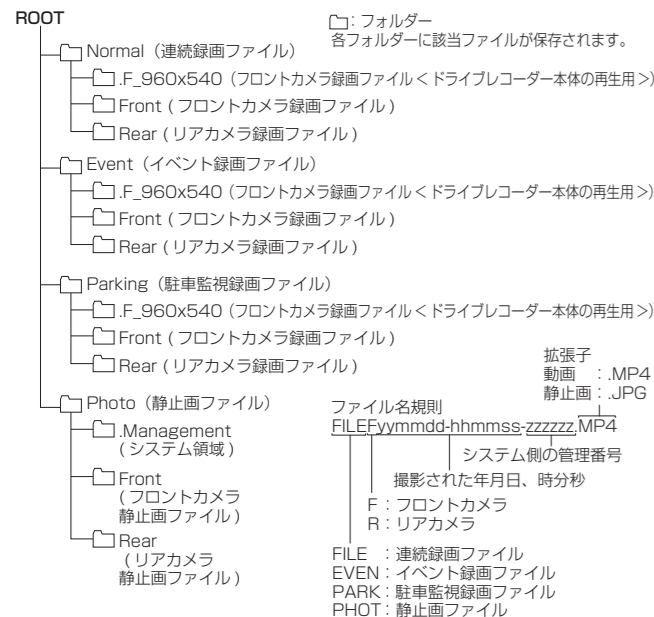 ROOT
：フォルダー
各フォルダーに該当ファイルが保存されます。
Normal（連続録画ファイル）
.F_960x540（フロントカメラ録画ファイル＜ドライブレコーダー本体の再生用＞）
Front ( フロントカメラ録画ファイル )
Rear ( リアカメラ録画ファイル )
Event（イベント録画ファイル）
.F_960x540（フロントカメラ録画ファイル＜ドライブレコーダー本体の再生用＞）
Front ( フロントカメラ録画ファイル )
Rear ( リアカメラ録画ファイル )
Parking（駐車監視録画ファイル）
.F_960x540（フロントカメラ録画ファイル＜ドライブレコーダー本体の再生用＞）
Front ( フロントカメラ録画ファイル )
Rear ( リアカメラ録画ファイル )
Photo（静止画ファイル）
.Management
( システム領域 )
Front
( フロントカメラ
静止画ファイル )
Rear
( リアカメラ
静止画ファイル )
拡張子
動画　：.MP4
静止画：.JPG
ファイル名規則
FILEFyymmdd-hhmmss-zzzzzz.MP4
システム側の管理番号
撮影された年月日、時分秒
F：フロントカメラ
R：リアカメラ
FILE　：連続録画ファイル
EVEN：イベント録画ファイル
PARK：駐車監視録画ファイル
PHOT：静止画ファイル